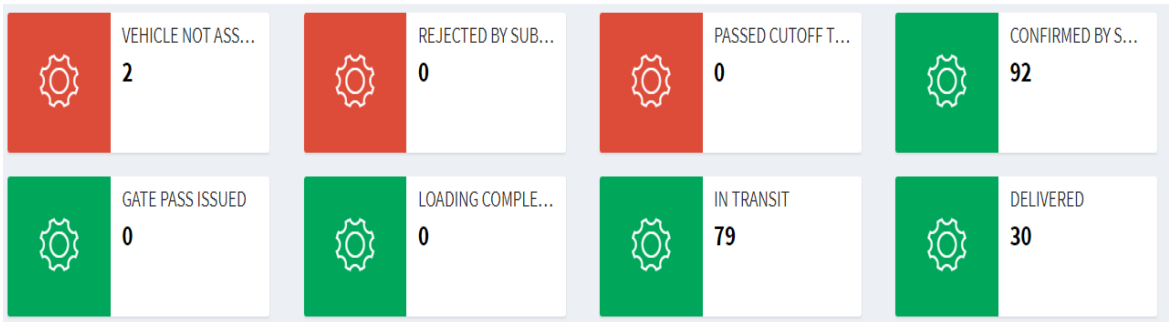 VEHICLE NOT ASS...
2
REJECTED BY SUB...
0
PASSED CUTOFF T...
0
CONFIRMED BY S...
92
GATE PASS ISSUED
0
LOADING COMPLE...
0
IN TRANSIT
79
DELIVERED
30